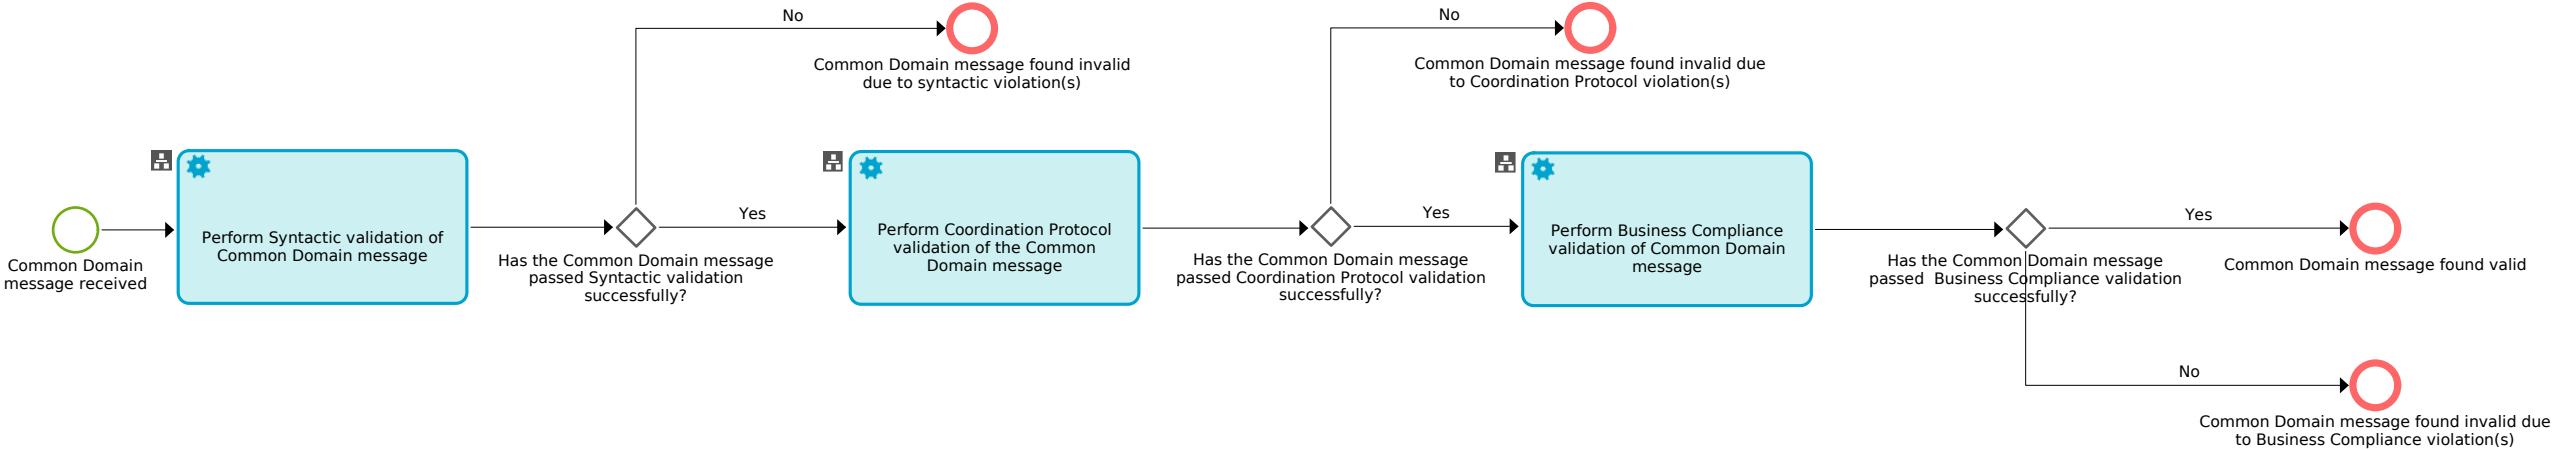 Common Domain
message received
Perform Syntactic validation of
Common Domain message
Has the Common Domain message
passed Syntactic validation
successfully?
No
Common Domain message found invalid
due to syntactic violation(s)
Yes
Perform Coordination Protocol
validation of the Common
Domain message
Has the Common Domain message
passed Coordination Protocol validation
successfully?
No
Common Domain message found invalid due
to Coordination Protocol violation(s)
Yes
Perform Business Compliance
validation of Common Domain
message
Has the Common Domain message
passed  Business Compliance validation
successfully?
Yes
Common Domain message found valid
No
Common Domain message found invalid due
to Business Compliance violation(s)